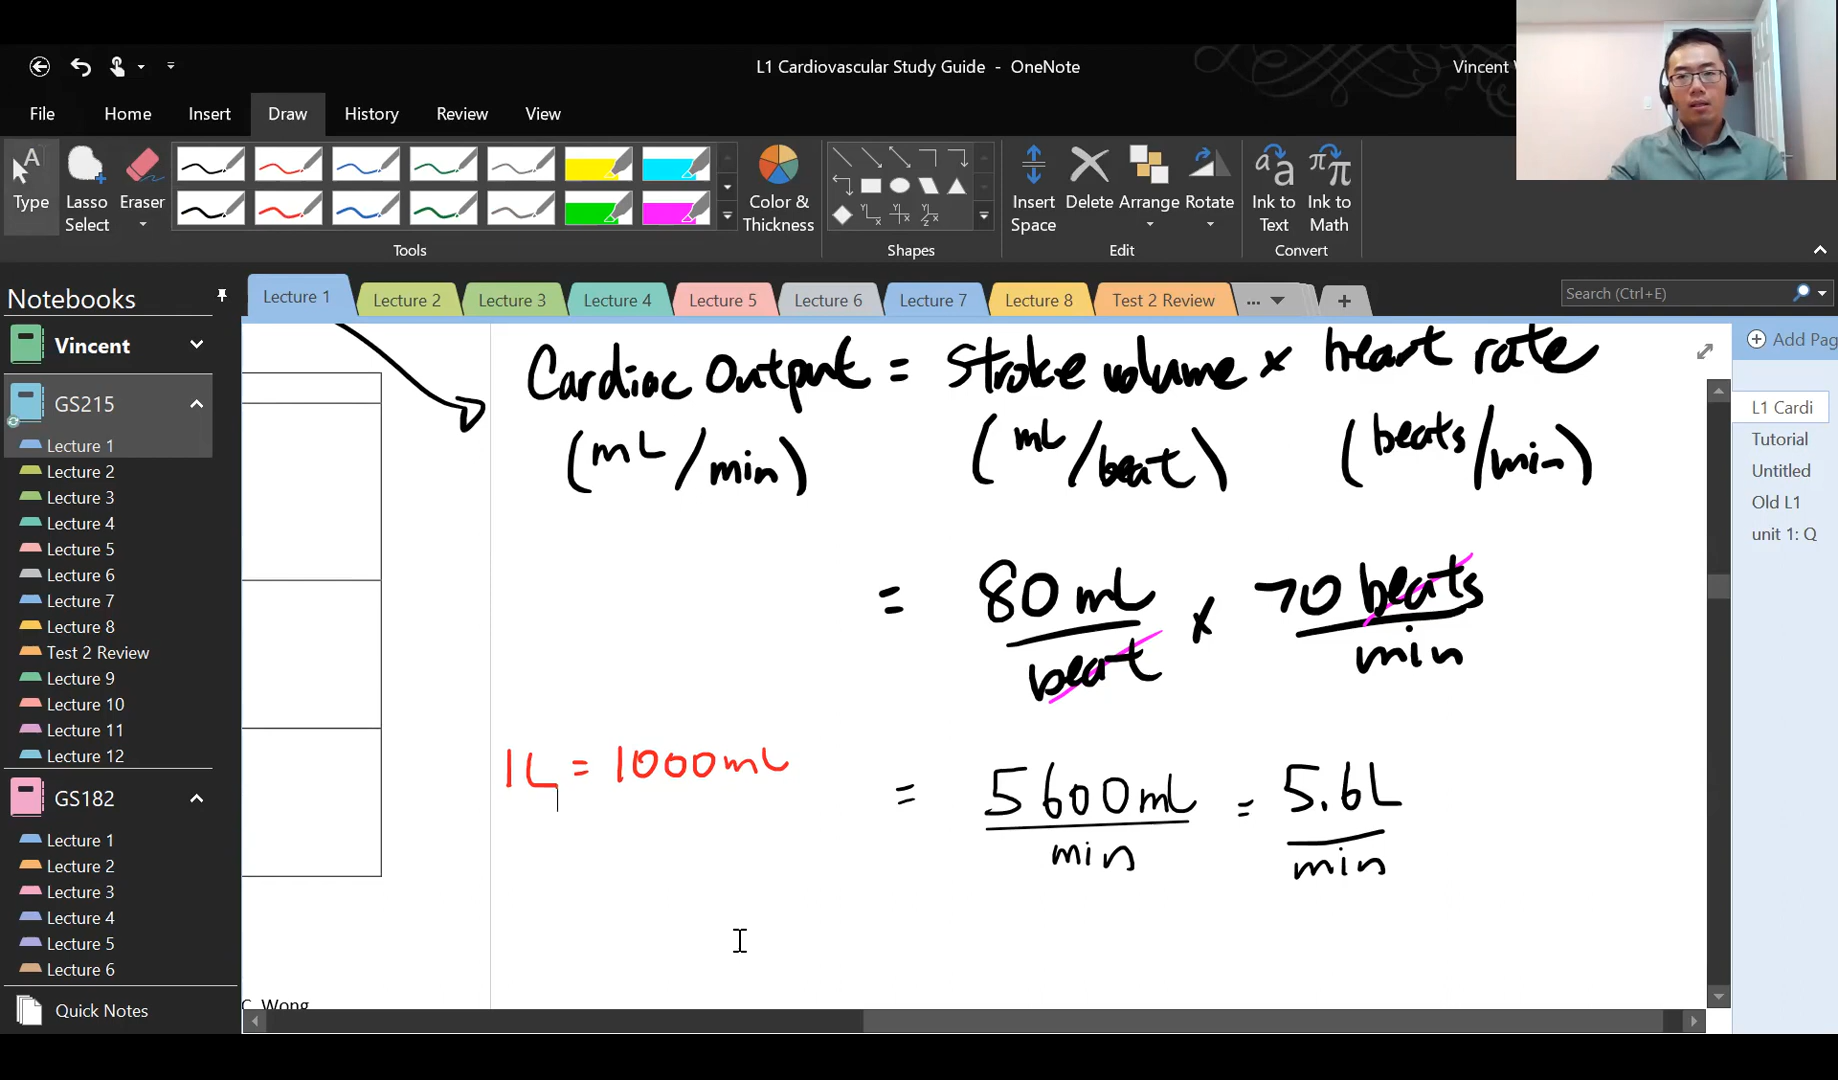 L1 Cardiovascular Study Guide - OneNote
Vincent
File Home Insert Draw History Review View
Type
Lasso Select
Eraser
Color & Thickness
Insert Space
Delete
Arrange
Rotate
Ink to Text
Ink to Math
Tools
Shapes
Edit
Convert
Notebooks
Lecture 1 Lecture 2 Lecture 3 Lecture 4 Lecture 5 Lecture 6 Lecture 7 Lecture 8 Test 2 Review ...
Search (Ctrl+E)
Vincent
GS215
Lecture 1
Lecture 2
Lecture 3
Lecture 4
Lecture 5
Lecture 6
Lecture 7
Lecture 8
Test 2 Review
Lecture 9
Lecture 10
Lecture 11
Lecture 12
GS182
Lecture 1
Lecture 2
Lecture 3
Lecture 4
Lecture 5
Lecture 6
Quick Notes
Cardiac Output = Stroke volume × heart rate
(mL/min) (mL/beat) (beats/min)
= 80 mL/beat × 70 beats/min
1L = 1000mL
= 5600mL/min = 5.6L/min
C. Wong
Add Pag
L1 Cardi
Tutorial
Untitled
Old L1
unit 1: Q